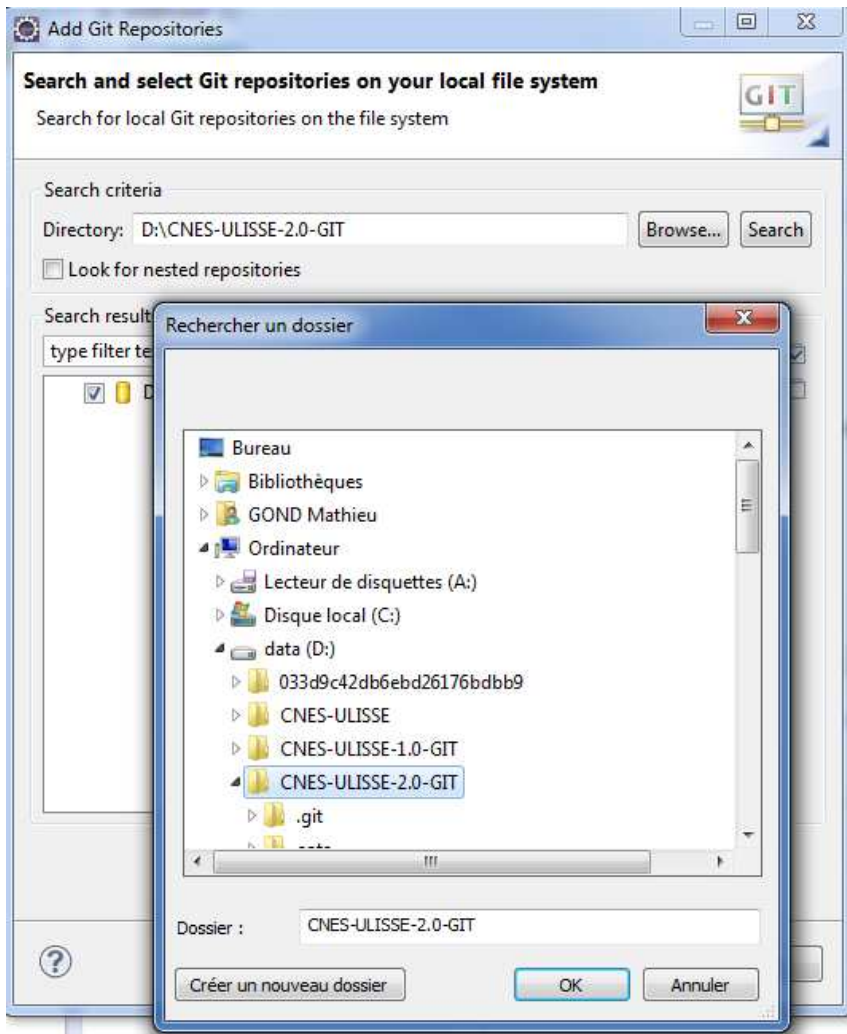 Add Git Repositories
Search and select Git repositories on your local file system
Search for local Git repositories on the file system
GIT
Search criteria
Directory: D:\CNES-ULISSE-2.0-GIT Browse... Search
Look for nested repositories
Search result
type filter te
D
Rechercher un dossier
Bureau
Bibliothèques
GOND Mathieu
Ordinateur
Lecteur de disquettes (A:)
Disque local (C:)
data (D:)
033d9c42db6ebd26176bdbb9
CNES-ULISSE
CNES-ULISSE-1.0-GIT
CNES-ULISSE-2.0-GIT
.git
Dossier : CNES-ULISSE-2.0-GIT
Créer un nouveau dossier OK Annuler